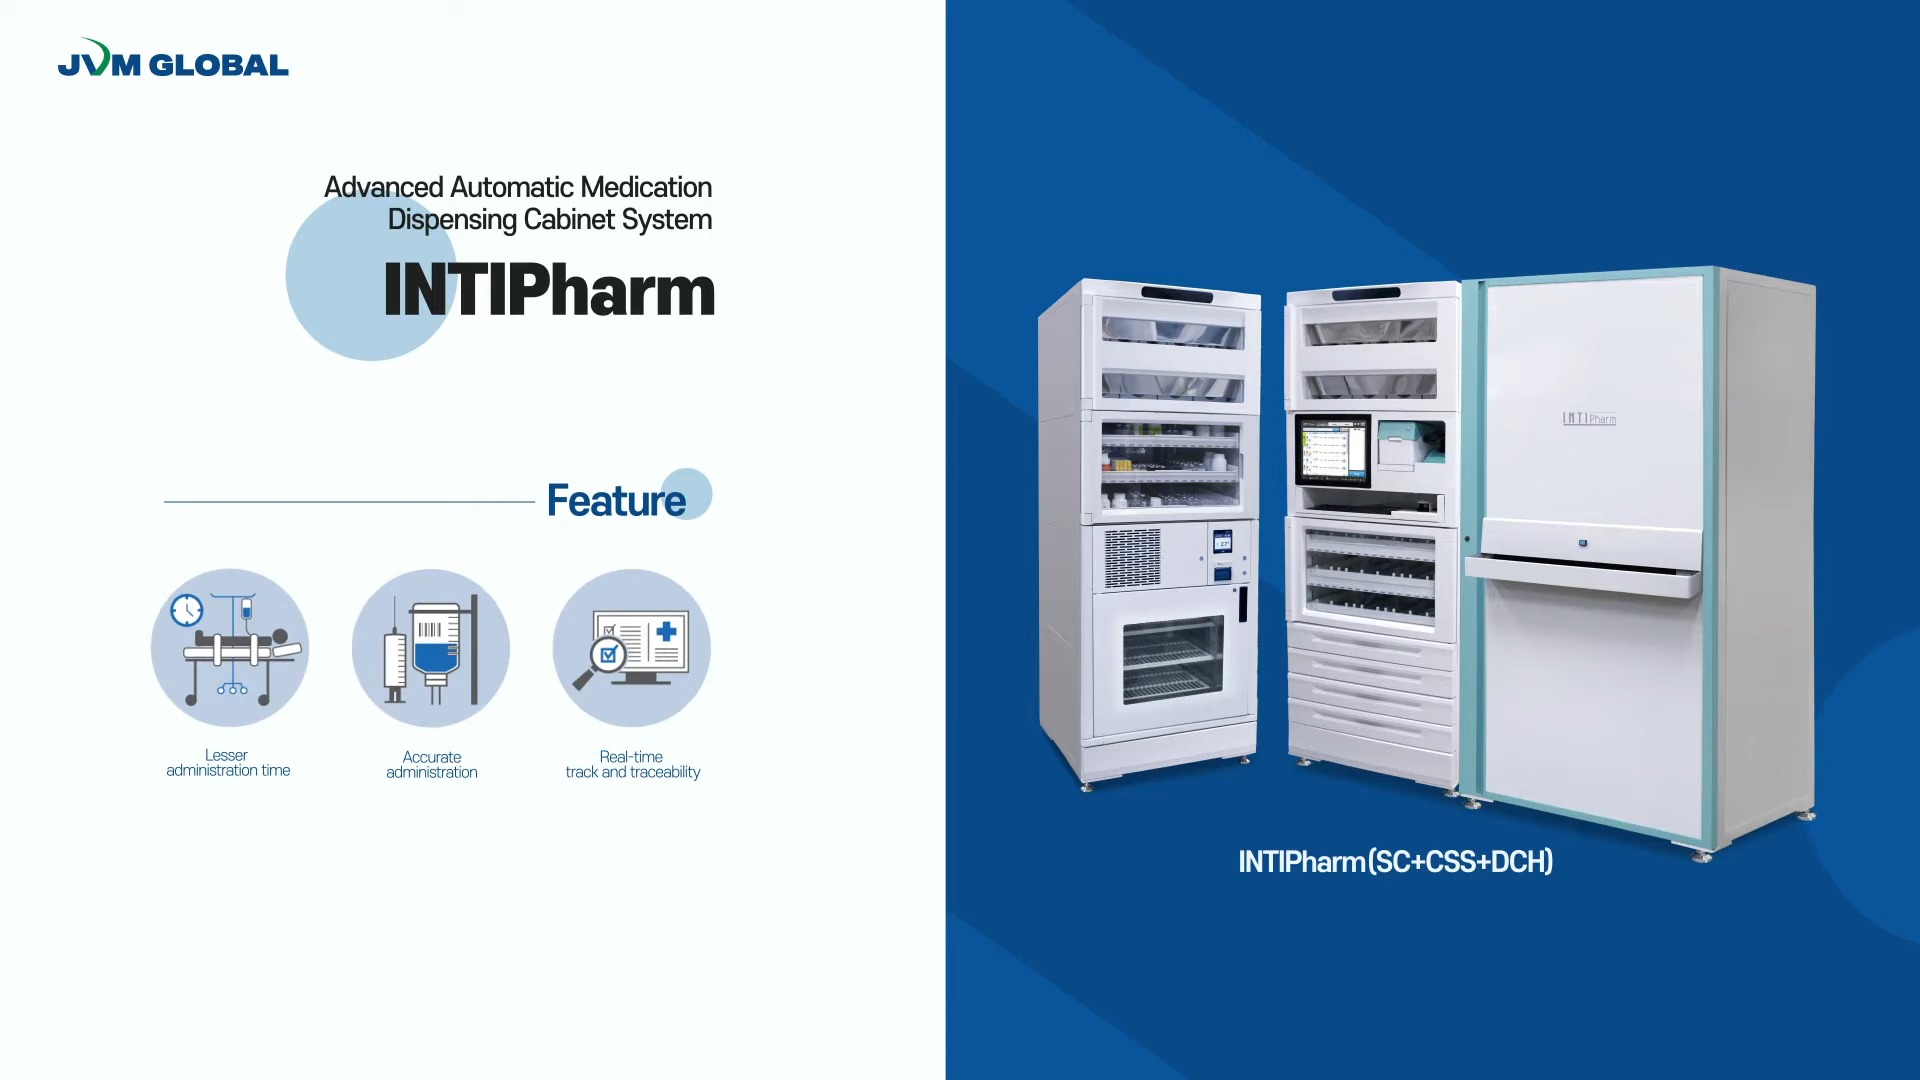 JVM GLOBAL
Advanced Automatic Medication
Dispensing Cabinet System
INTIPharm
Feature
Lesser
administration time
Accurate
administration
Real-time
track and traceability
INTIPharm
INTIPharm(SC+CSS+DCH)